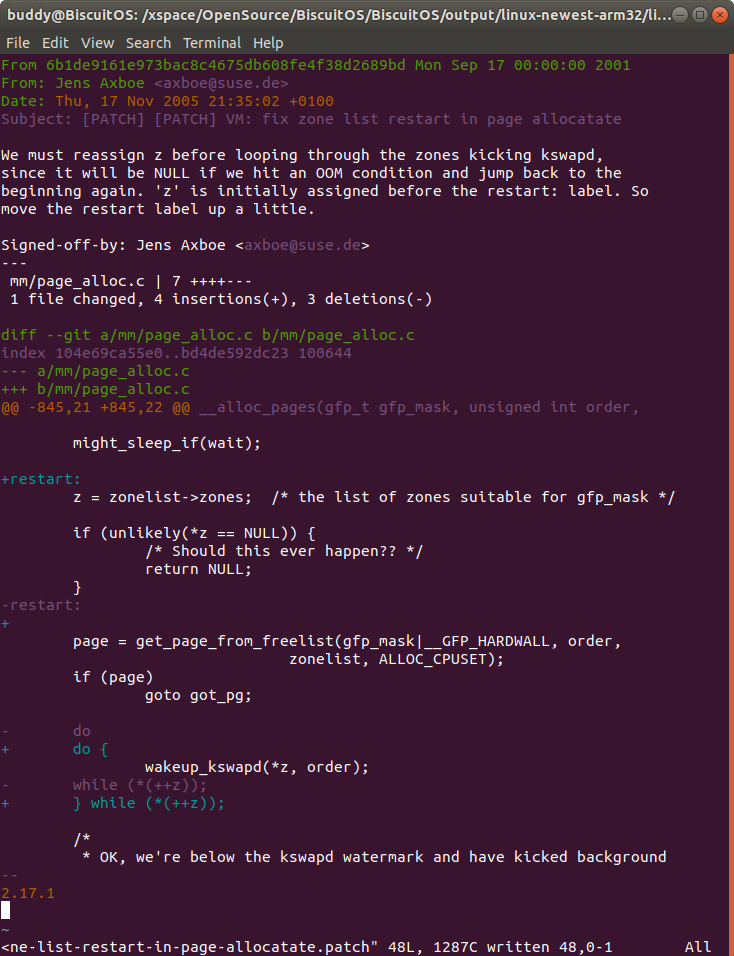 buddy@BiscuitOS: /xspace/OpenSource/BiscuitOS/BiscuitOS/output/linux-newest-arm32/li...
File Edit View Search Terminal Help
From 6b1de9161e973bac8c4675db608fe4f38d2689bd Mon Sep 17 00:00:00 2001
From: Jens Axboe <axboe@suse.de>
Date: Thu, 17 Nov 2005 21:35:02 +0100
Subject: [PATCH] [PATCH] VM: fix zone list restart in page allocatate

We must reassign z before looping through the zones kicking kswapd,
since it will be NULL if we hit an OOM condition and jump back to the
beginning again. 'z' is initially assigned before the restart: label. So
move the restart label up a little.

Signed-off-by: Jens Axboe <axboe@suse.de>
---
 mm/page_alloc.c | 7 ++++---
 1 file changed, 4 insertions(+), 3 deletions(-)

diff --git a/mm/page_alloc.c b/mm/page_alloc.c
index 104e69ca55e0..bd4de592dc23 100644
--- a/mm/page_alloc.c
+++ b/mm/page_alloc.c
@@ -845,21 +845,22 @@ __alloc_pages(gfp_t gfp_mask, unsigned int order,

        might_sleep_if(wait);

+restart:
        z = zonelist->zones;  /* the list of zones suitable for gfp_mask */

        if (unlikely(*z == NULL)) {
                /* Should this ever happen?? */
                return NULL;
        }
-restart:
+
        page = get_page_from_freelist(gfp_mask|__GFP_HARDWALL, order,
                                zonelist, ALLOC_CPUSET);
        if (page)
                goto got_pg;

-       do
+       do {
                wakeup_kswapd(*z, order);
-       while (*(++z));
+       } while (*(++z));

        /*
         * OK, we're below the kswapd watermark and have kicked background
--
2.17.1

~
<ne-list-restart-in-page-allocatate.patch" 48L, 1287C written 48,0-1        All